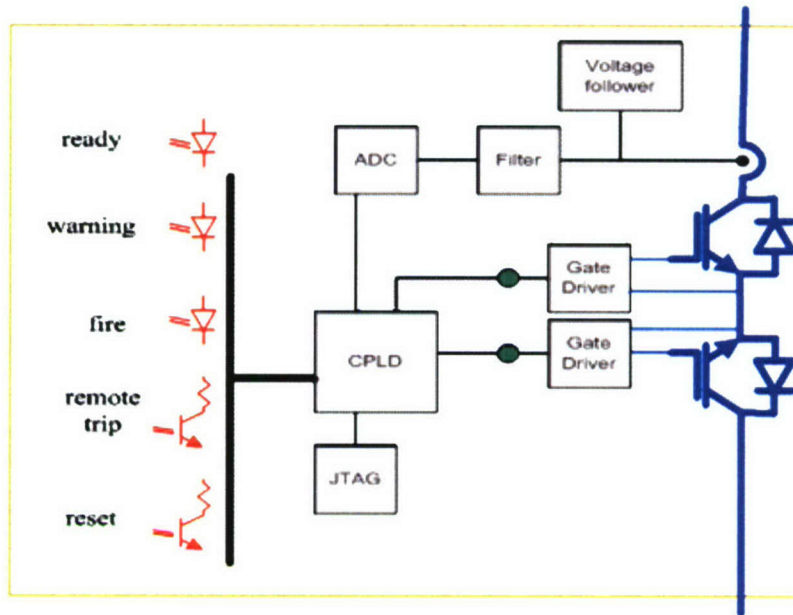 Voltage
follower
ready
ADC
Filter
warning
Gate
Driver
fire
CPLD
Gate
Driver
remote
trip
JTAG
reset